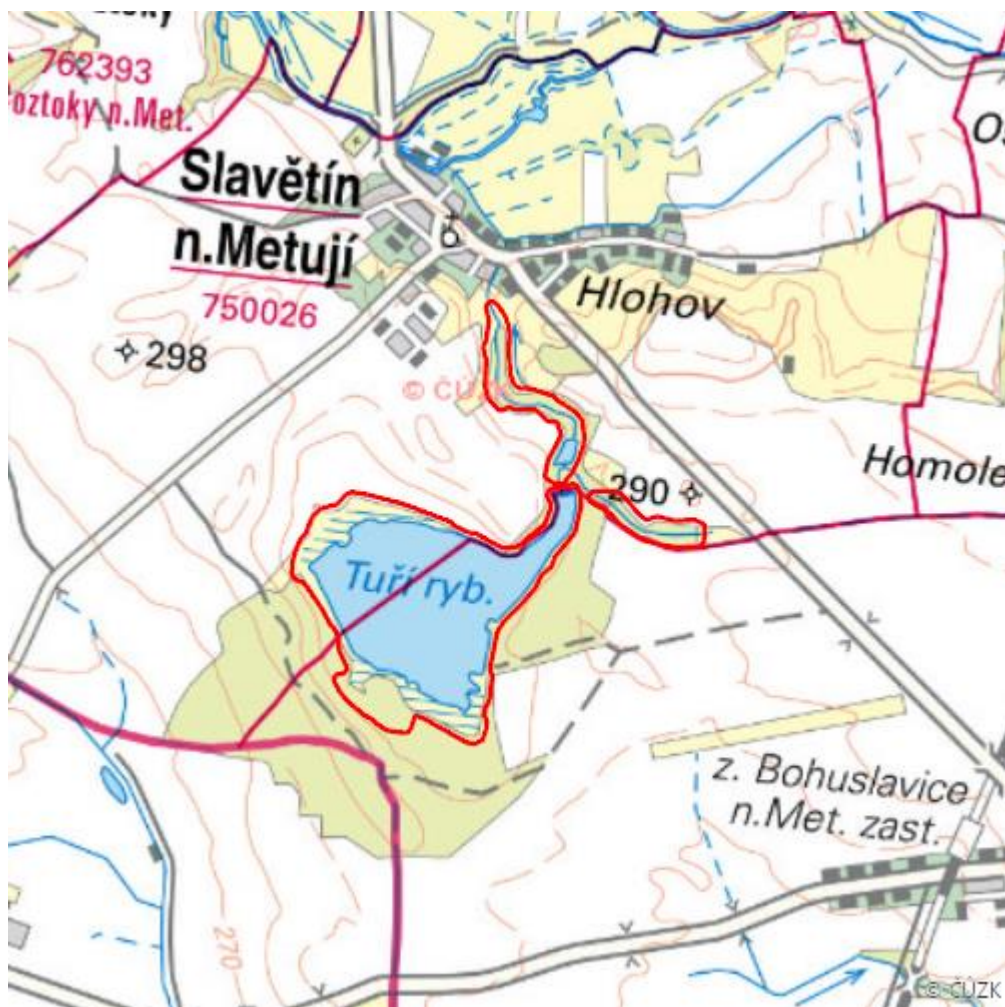 762393
oztoky n.Met.
Slavětín
n.Metují
750026
Hlohov
298
© ČÚZK
290
Homole
Tuří ryb.
z. Bohuslavice
n.Met. zast.
270
© ČÚZK